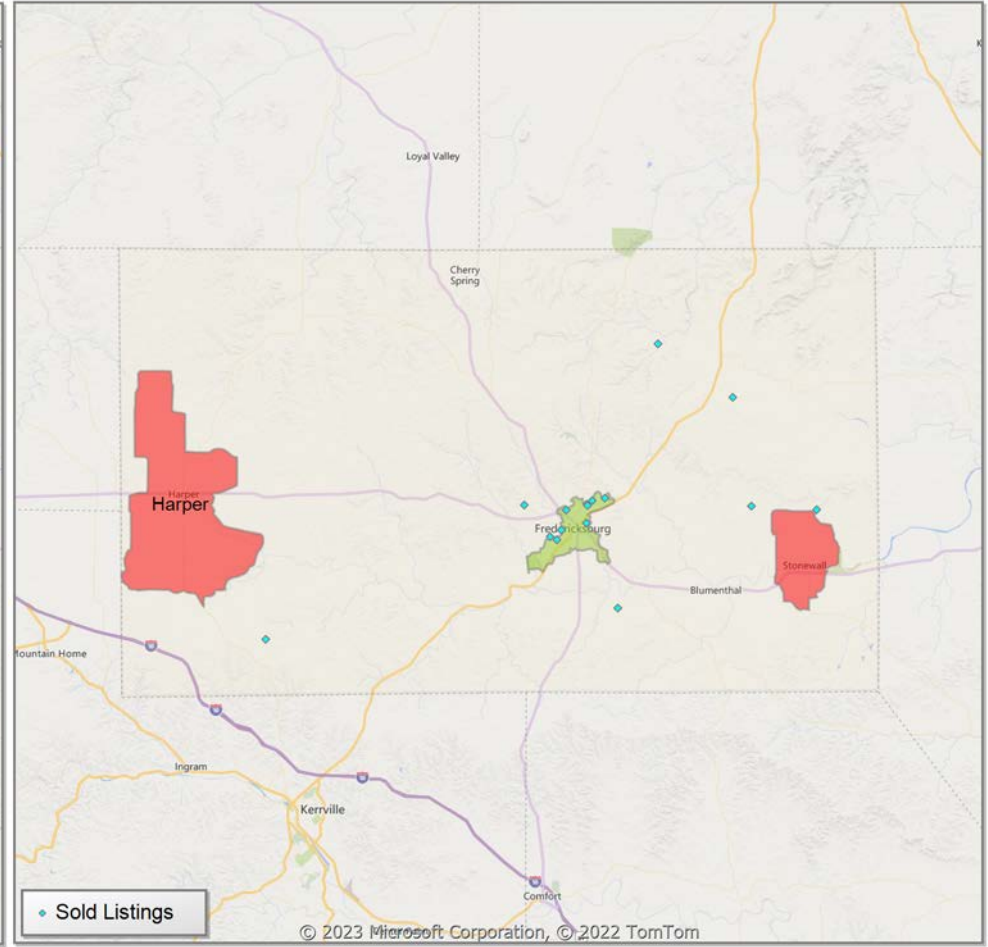 Loyal Valley
Cherry
Spring
Harper
Harper
Fredericksburg
Stonewall
Blumenthal
Mountain Home
Ingram
Kerrville
Comfort
Sold Listings
© 2023 Microsoft Corporation, © 2022 TomTom